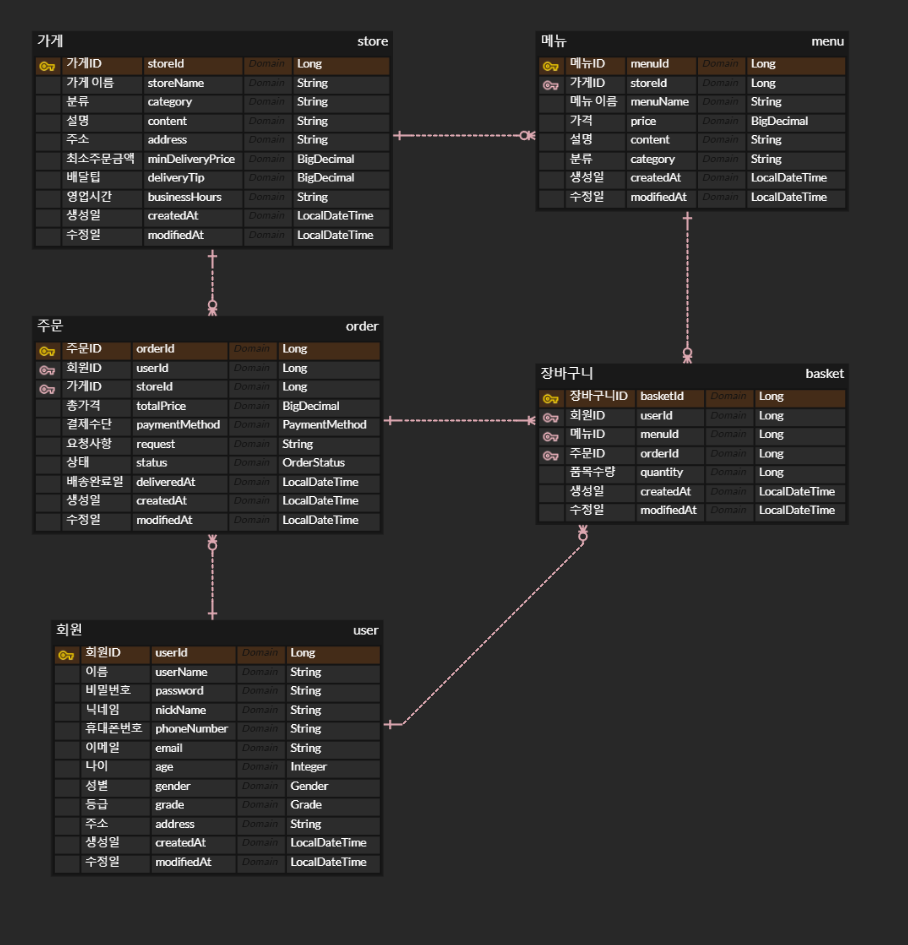 가게 store
가게ID storeId Domain Long
가게 이름 storeName Domain String
분류 category Domain String
설명 content Domain String
주소 address Domain String
최소주문금액 minDeliveryPrice Domain BigDecimal
배달팁 deliveryTip Domain BigDecimal
영업시간 businessHours Domain String
생성일 createdAt Domain LocalDateTime
수정일 modifiedAt Domain LocalDateTime
메뉴 menu
메뉴ID menuId Domain Long
가게ID storeId Domain Long
메뉴 이름 menuName Domain String
가격 price Domain BigDecimal
설명 content Domain String
분류 category Domain String
생성일 createdAt Domain LocalDateTime
수정일 modifiedAt Domain LocalDateTime
주문 order
주문ID orderId Domain Long
회원ID userId Domain Long
가게ID storeId Domain Long
총가격 totalPrice Domain BigDecimal
결제수단 paymentMethod Domain PaymentMethod
요청사항 request Domain String
상태 status Domain OrderStatus
배송완료일 deliveredAt Domain LocalDateTime
생성일 createdAt Domain LocalDateTime
수정일 modifiedAt Domain LocalDateTime
장바구니 basket
장바구니ID basketId Domain Long
회원ID userId Domain Long
메뉴ID menuId Domain Long
주문ID orderId Domain Long
품목수량 quantity Domain Long
생성일 createdAt Domain LocalDateTime
수정일 modifiedAt Domain LocalDateTime
회원 user
회원ID userId Domain Long
이름 userName Domain String
비밀번호 password Domain String
닉네임 nickName Domain String
휴대폰번호 phoneNumber Domain String
이메일 email Domain String
나이 age Domain Integer
성별 gender Domain Gender
등급 grade Domain Grade
주소 address Domain String
생성일 createdAt Domain LocalDateTime
수정일 modifiedAt Domain LocalDateTime